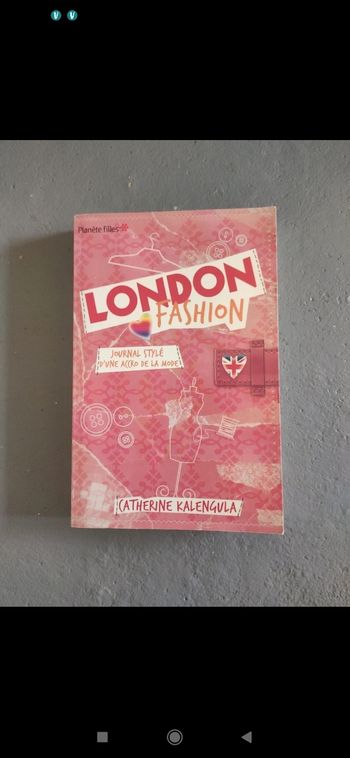 Planète filles
LONDON
FASHION
JOURNAL STYLÉ
D'UNE ACCRO DE LA MODE
CATHERINE KALENGULA